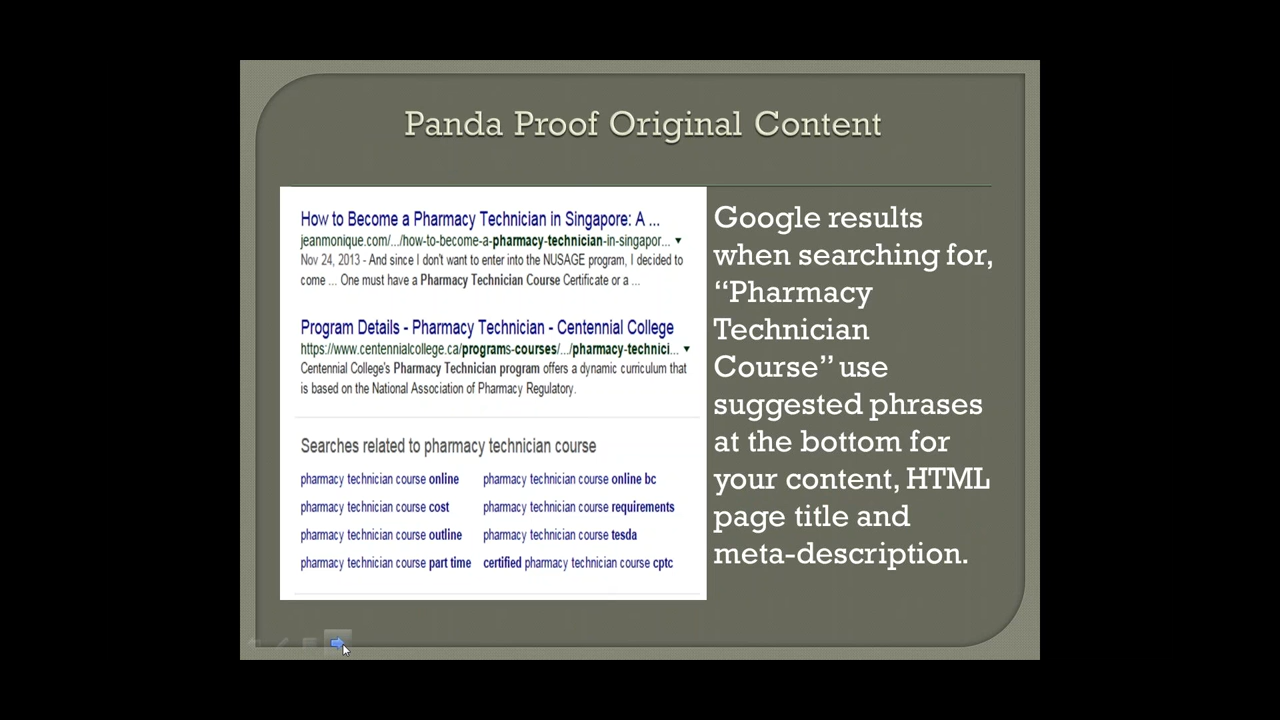 Panda Proof Original Content
How to Become a Pharmacy Technician in Singapore: A ...
jeanmonique.com/.../how-to-become-a-pharmacy-technician-in-singapor... ▼
Nov 24, 2013 - And since I don't want to enter into the NUSAGE program, I decided to
come ... One must have a Pharmacy Technician Course Certificate or a ...
Program Details - Pharmacy Technician - Centennial College
https://www.centennialcollege.ca/programs-courses/.../pharmacy-technici... ▼
Centennial College's Pharmacy Technician program offers a dynamic curriculum that
is based on the National Association of Pharmacy Regulatory.
Searches related to pharmacy technician course
pharmacy technician course online
pharmacy technician course online bc
pharmacy technician course cost
pharmacy technician course requirements
pharmacy technician course outline
pharmacy technician course tesda
pharmacy technician course part time
certified pharmacy technician course cptc
Google results
when searching for,
“Pharmacy
Technician
Course” use
suggested phrases
at the bottom for
your content, HTML
page title and
meta-description.